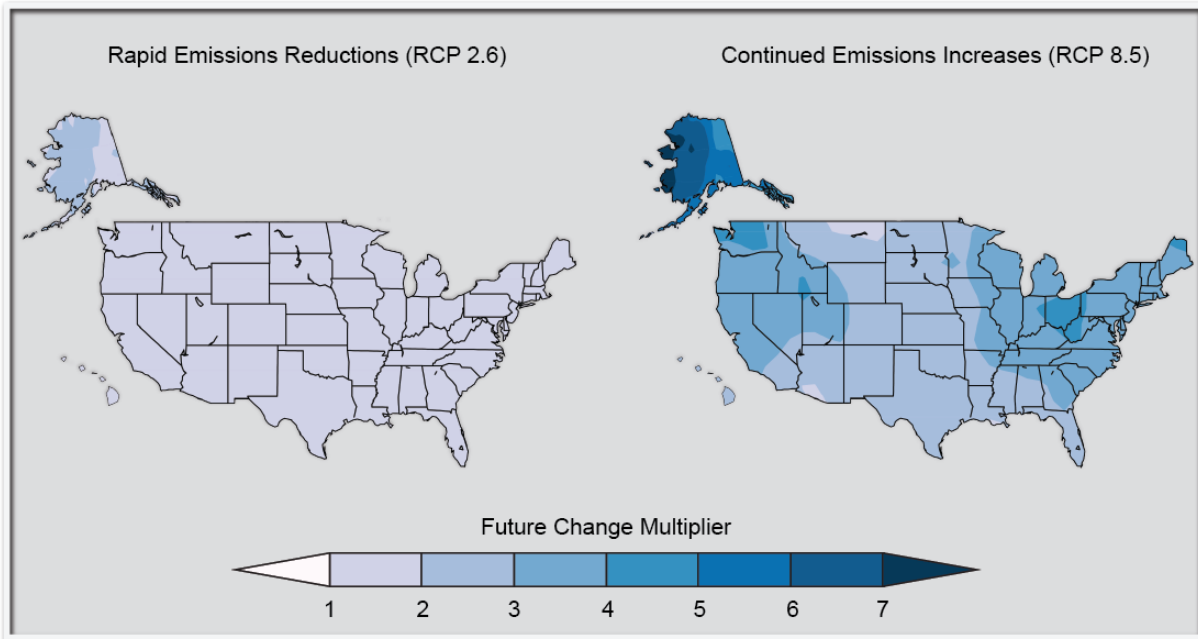 Rapid Emissions Reductions (RCP 2.6)
Continued Emissions Increases (RCP 8.5)
Future Change Multiplier
1 2 3 4 5 6 7